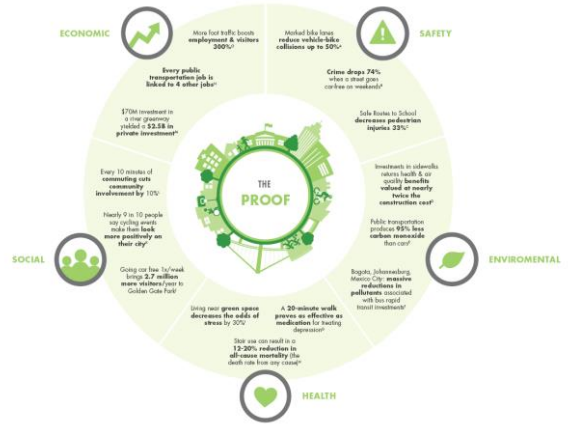 ECONOMIC
More foot traffic boosts
employment & visitors
300%
Every public
transportation job is
linked to 4 other jobs
$70M investment in
a river greenway
yielded a $2.5B in
private investment
SAFETY
Marked bike lanes
reduce vehicle-bike
collisions up to 50%
Crime drops 74%
when a street goes
car-free on weekends
Safe Routes to School
decreases pedestrian
injuries 33%
THE
PROOF
ENVIROMENTAL
Investments in sidewalks
returns health & air
quality benefits
valued at nearly
twice the
construction cost
Public transportation
produces 95% less
carbon monoxide
than cars
Bogota, Johannesburg,
Mexico City: massive
reductions in
pollutants associated
with bus rapid
transit investments
SOCIAL
Every 10 minutes of
commuting cuts
community
involvement by 10%
Nearly 9 in 10 people
say cycling events
make them look
more positively on
their city
Going car free 1x/week
brings 2.7 million
more visitors/year to
Golden Gate Park
HEALTH
Living near green space
decreases the odds of
stress by 30%
A 20-minute walk
proves as effective as
medication for treating
depression
Stair use can result in a
12-20% reduction in
all-cause mortality (the
death rate from any cause)